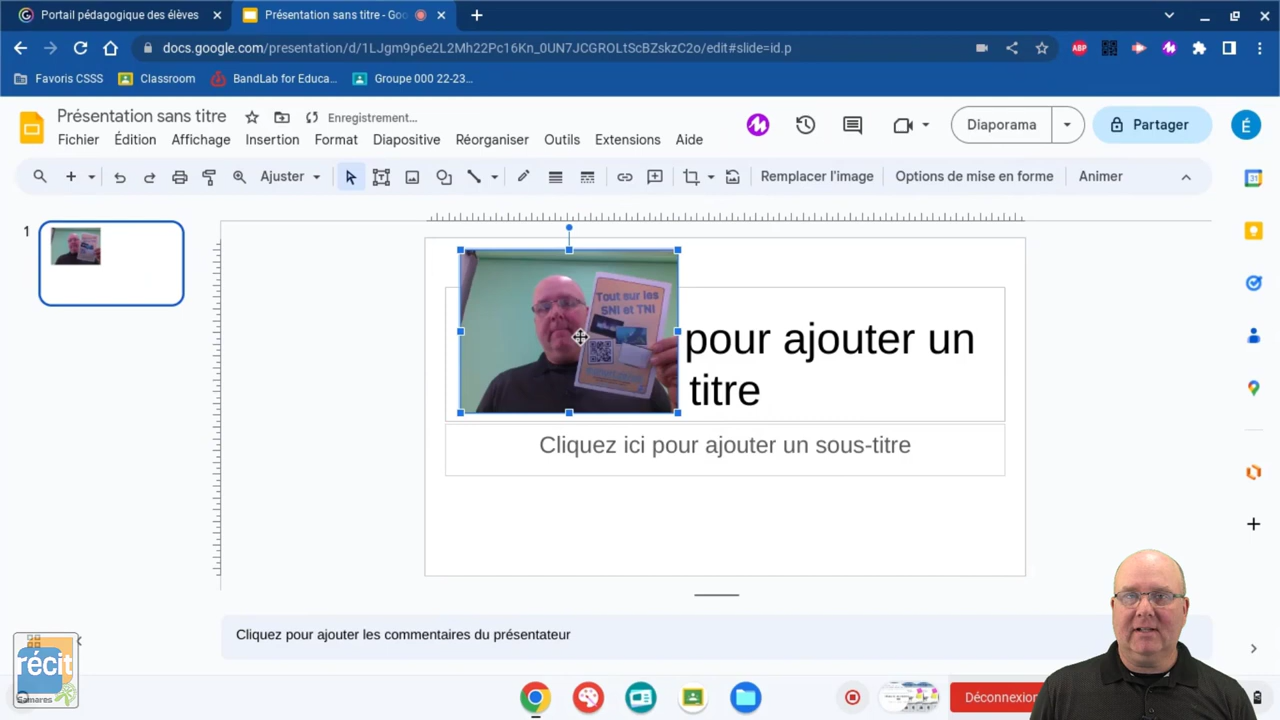 Portail pédagogique des élèves
Présentation sans titre - Goo
docs.google.com/presentation/d/1LJgm9p6e2L2Mh22Pc16Kn_0UN7JCGROLtScBZskzC2o/edit#slide=id.p
ABP
Favoris CSSS
Classroom
BandLab for Educa...
Groupe 000 22-23...
Présentation sans titre
Enregistrement...
Fichier Édition Affichage Insertion Format Diapositive Réorganiser Outils Extensions Aide
Diaporama
Partager
É
Ajuster
Remplacer l'image
Options de mise en forme
Animer
31
1
Tout sur les
SNI et TNI
pour ajouter un
titre
Cliquez ici pour ajouter un sous-titre
Cliquez pour ajouter les commentaires du présentateur
récit
Samares
Déconnexion